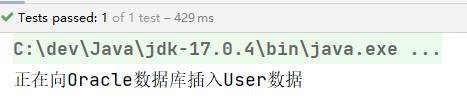 Tests passed: 1 of 1 test – 429 ms
C:\dev\Java\jdk-17.0.4\bin\java.exe ...
正在向Oracle数据库插入User数据